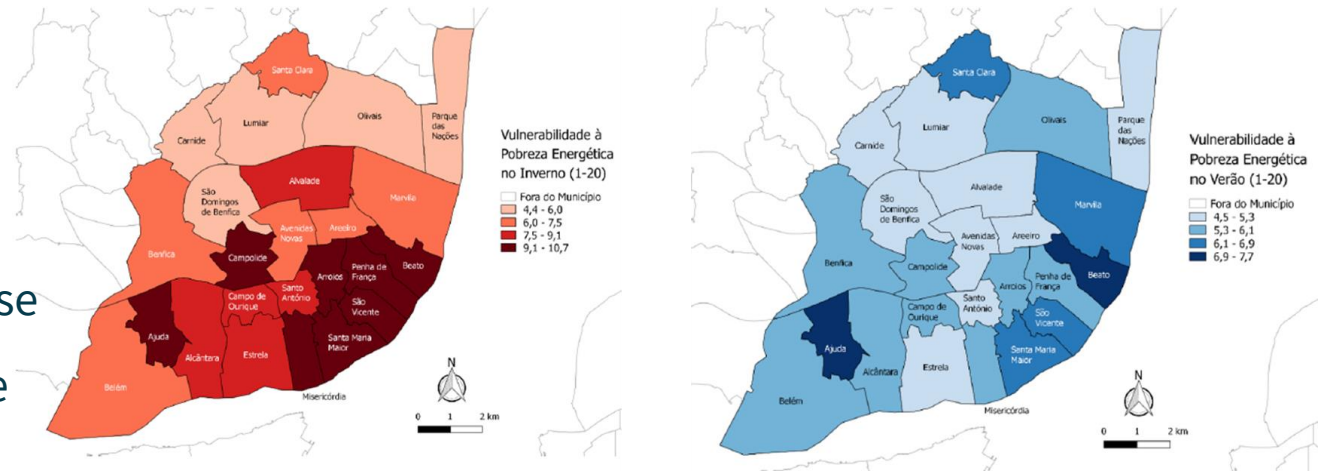 se
e
Santa Clara
Lumiar
Olivais
Parque
das
Nações
Carnide
Alvalade
São
Domingos
de Benfica
Marvila
Avenidas
Novas
Areeiro
Benfica
Campolide
Beato
Arroios
Penha de
França
Santo
António
Campo de
Ourique
São
Vicente
Ajuda
Alcântara
Estrela
Santa Maria
Maior
Belém
Misericórdia
N
0 1 2 km
Vulnerabilidade à
Pobreza Energética
no Inverno (1-20)
Fora do Município
4,4 - 6,0
6,0 - 7,5
7,5 - 9,1
9,1 - 10,7
Santa Clara
Lumiar
Olivais
Parque
das
Nações
Carnide
Alvalade
São
Domingos
de Benfica
Marvila
Avenidas
Novas
Areeiro
Benfica
Campolide
Beato
Arroios
Penha de
França
Santo
António
Campo de
Ourique
São
Vicente
Ajuda
Alcântara
Estrela
Santa Maria
Maior
Belém
Misericórdia
N
0 1 2 km
Vulnerabilidade à
Pobreza Energética
no Verão (1-20)
Fora do Município
4,5 - 5,3
5,3 - 6,1
6,1 - 6,9
6,9 - 7,7